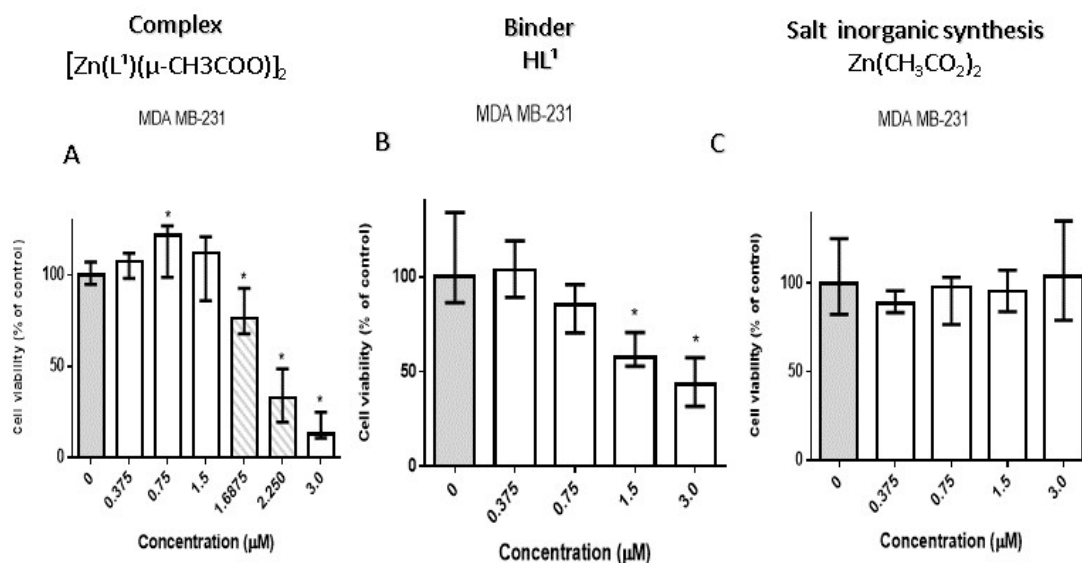 Complex
[Zn(L¹)(μ-CH3COO)]₂
MDA MB-231
A
Cell viability (% of control)
100
50
0
*
*
*
*
0
0.375
0.75
1.5
1.6875
2.250
3.0
Concentration (μM)
Binder
HL¹
MDA MB-231
B
Cell viability (% of control)
100
50
0
*
*
0
0.375
0.75
1.5
3.0
Concentration (μM)
Salt inorganic synthesis
Zn(CH₃CO₂)₂
MDA MB-231
C
Cell viability (% of control)
100
50
0
0
0.375
0.75
1.5
3.0
Concentration (μM)